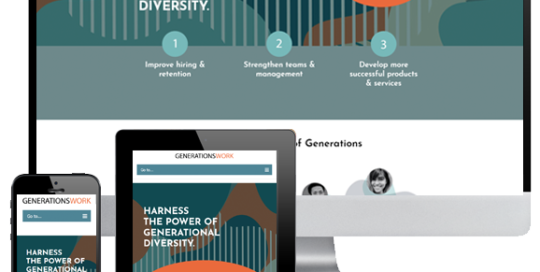 DIVERSITY.
1
Improve hiring &
retention
2
Strengthen teams &
management
3
Develop more
successful products
& services
of Generations
GENERATIONSWORK
Go to...
HARNESS
THE POWER OF
GENERATIONAL
DIVERSITY.
GENERATIONSWORK
Go to...
HARNESS
THE POWER OF
GENERATIONAL